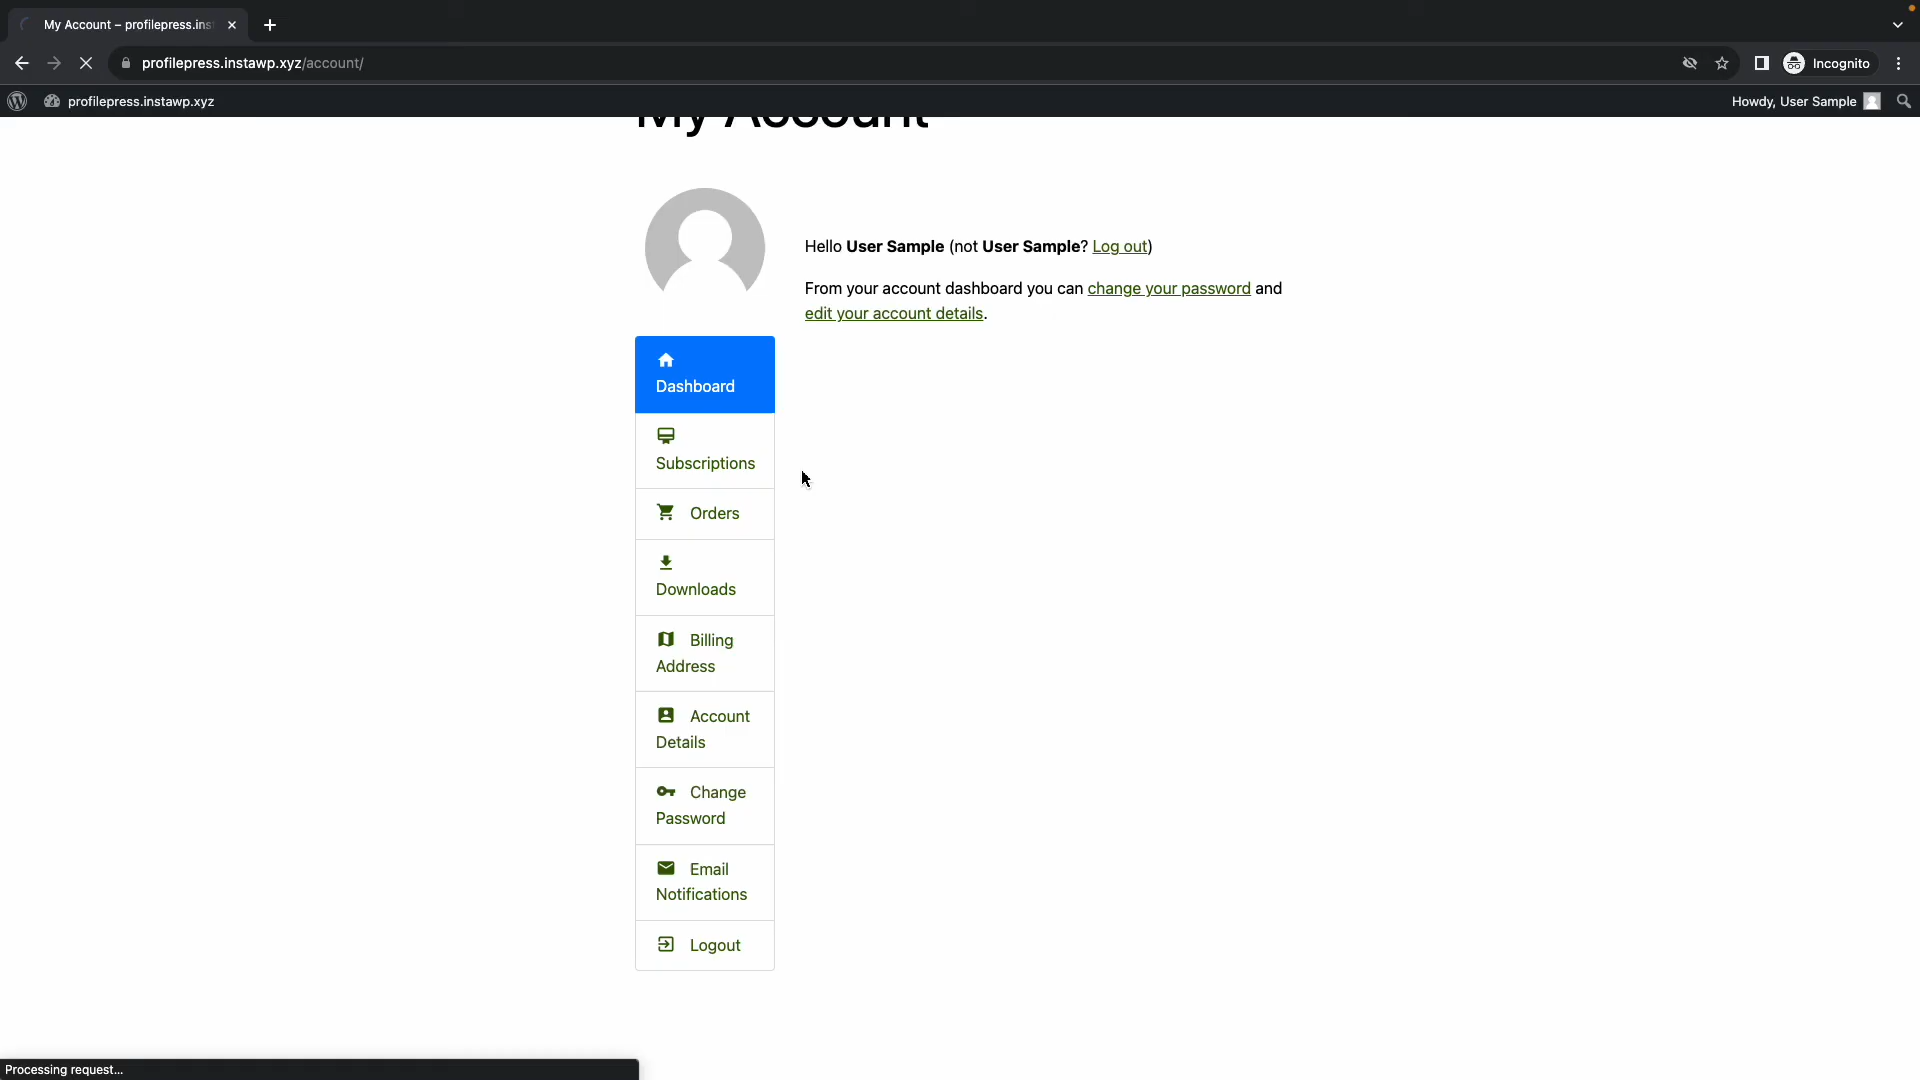 My Account – profilepress.ins
profilepress.instawp.xyz/account/
Incognito
profilepress.instawp.xyz
Howdy, User Sample
My Account
Hello User Sample (not User Sample? Log out)
From your account dashboard you can change your password and
edit your account details.
Dashboard
Subscriptions
Orders
Downloads
Billing
Address
Account
Details
Change
Password
Email
Notifications
Logout
Processing request...